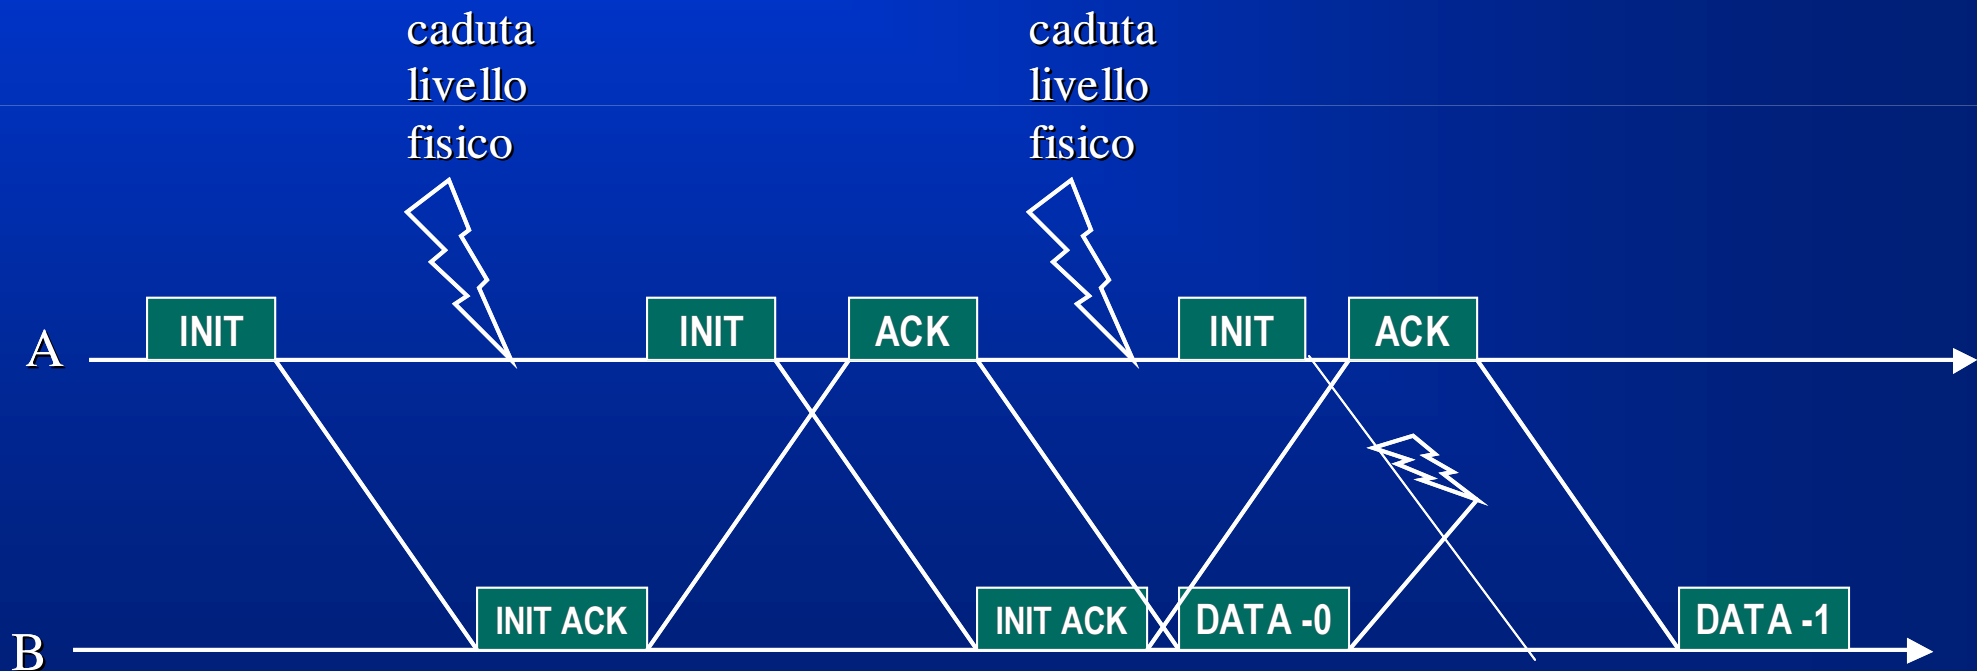 caduta
livello
fisico
caduta
livello
fisico
A
INIT
INIT
ACK
INIT
ACK
B
INIT ACK
INIT ACK
DATA -0
DATA -1